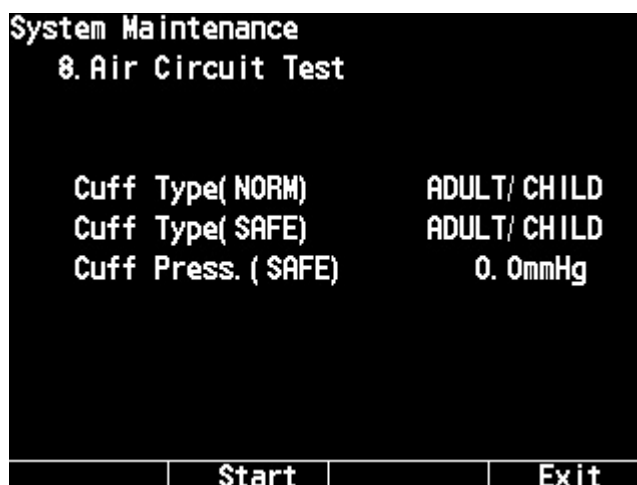 System Maintenance
8. Air Circuit Test
Cuff Type(NORM) ADULT/CHILD
Cuff Type(SAFE) ADULT/CHILD
Cuff Press.(SAFE) 0.0mmHg
Start Exit